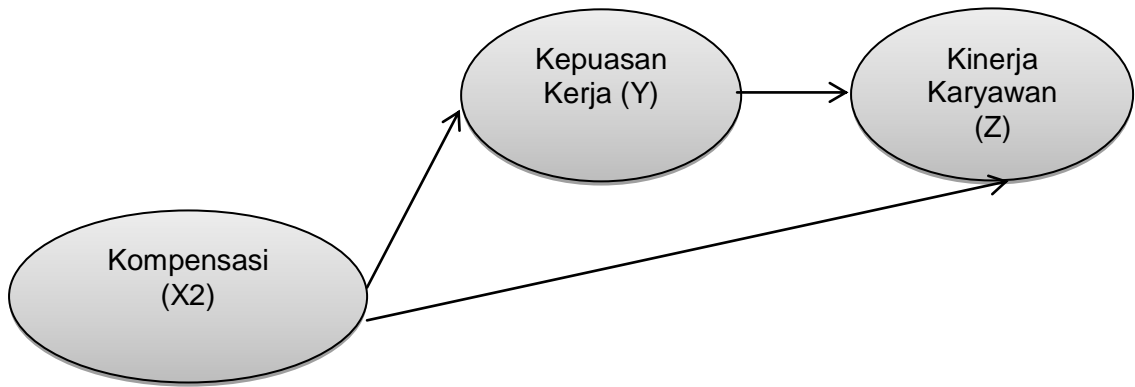 Kepuasan
Kerja (Y)
Kinerja
Karyawan
(Z)
Kompensasi
(X2)